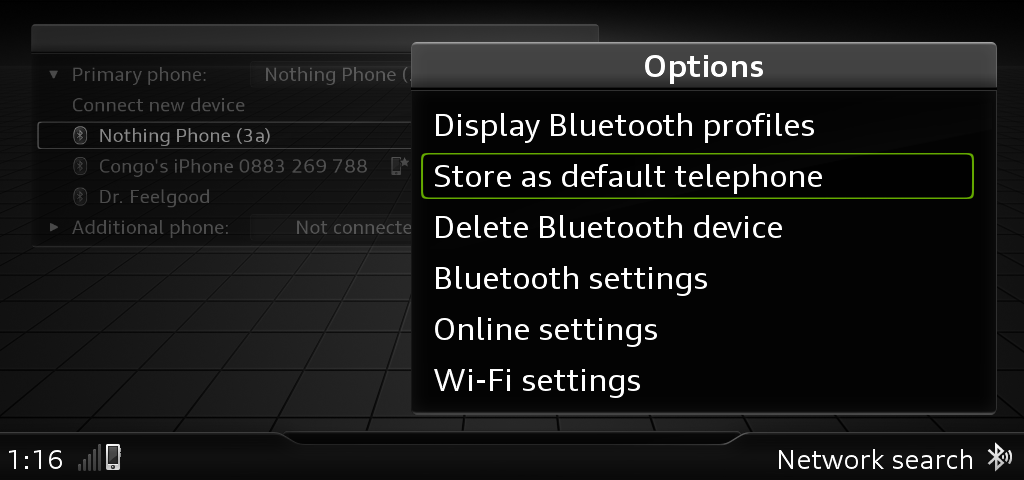 Options
Primary phone: Nothing Phone (
Connect new device
Nothing Phone (3a)
Congo's iPhone 0883 269 788
Dr. Feelgood
Additional phone: Not connecte
Display Bluetooth profiles
Store as default telephone
Delete Bluetooth device
Bluetooth settings
Online settings
Wi-Fi settings
1:16
Network search